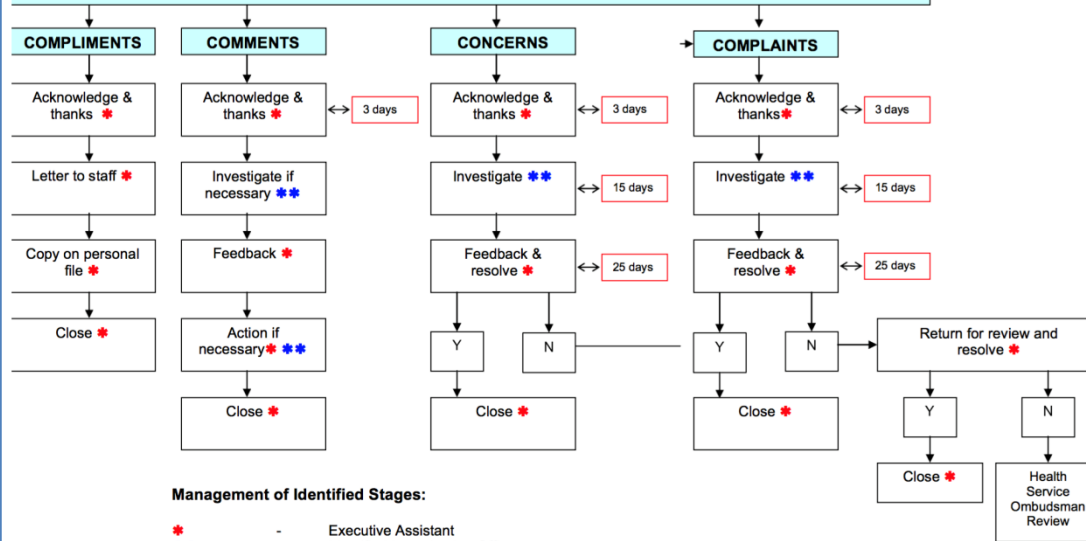 COMPLIMENTS
COMMENTS
CONCERNS
COMPLAINTS
Acknowledge &
thanks *
Acknowledge &
thanks *
3 days
Acknowledge &
thanks *
3 days
Acknowledge &
thanks*
3 days
Letter to staff *
Investigate if
necessary **
Investigate **
15 days
Investigate **
15 days
Copy on personal
file *
Feedback *
Feedback &
resolve *
25 days
Feedback &
resolve *
25 days
Close *
Action if
necessary* **
Y
N
Y
N
Return for review and
resolve *
Close *
Close *
Close *
Y
N
Close *
Health
Service
Ombudsman
Review
Management of Identified Stages:
* - Executive Assistant